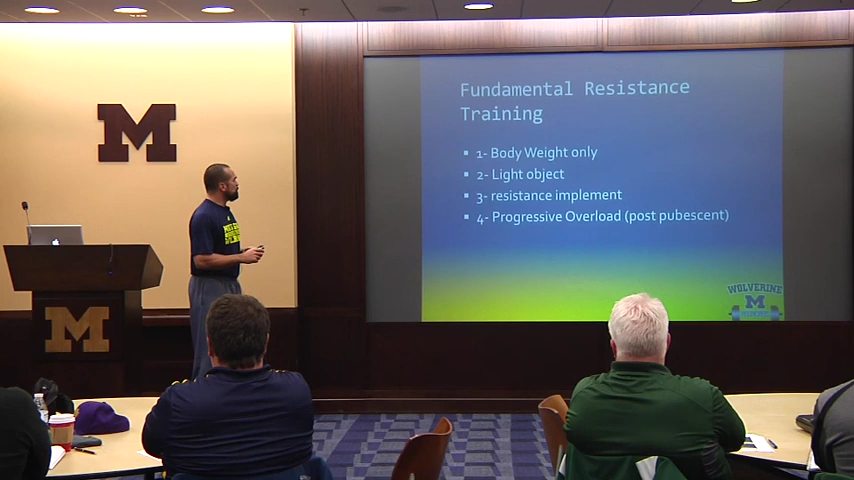 M
Fundamental Resistance
Training
1- Body Weight only
2- Light object
3- resistance implement
4- Progressive Overload (post pubescent)
WOLVERINE
M
M